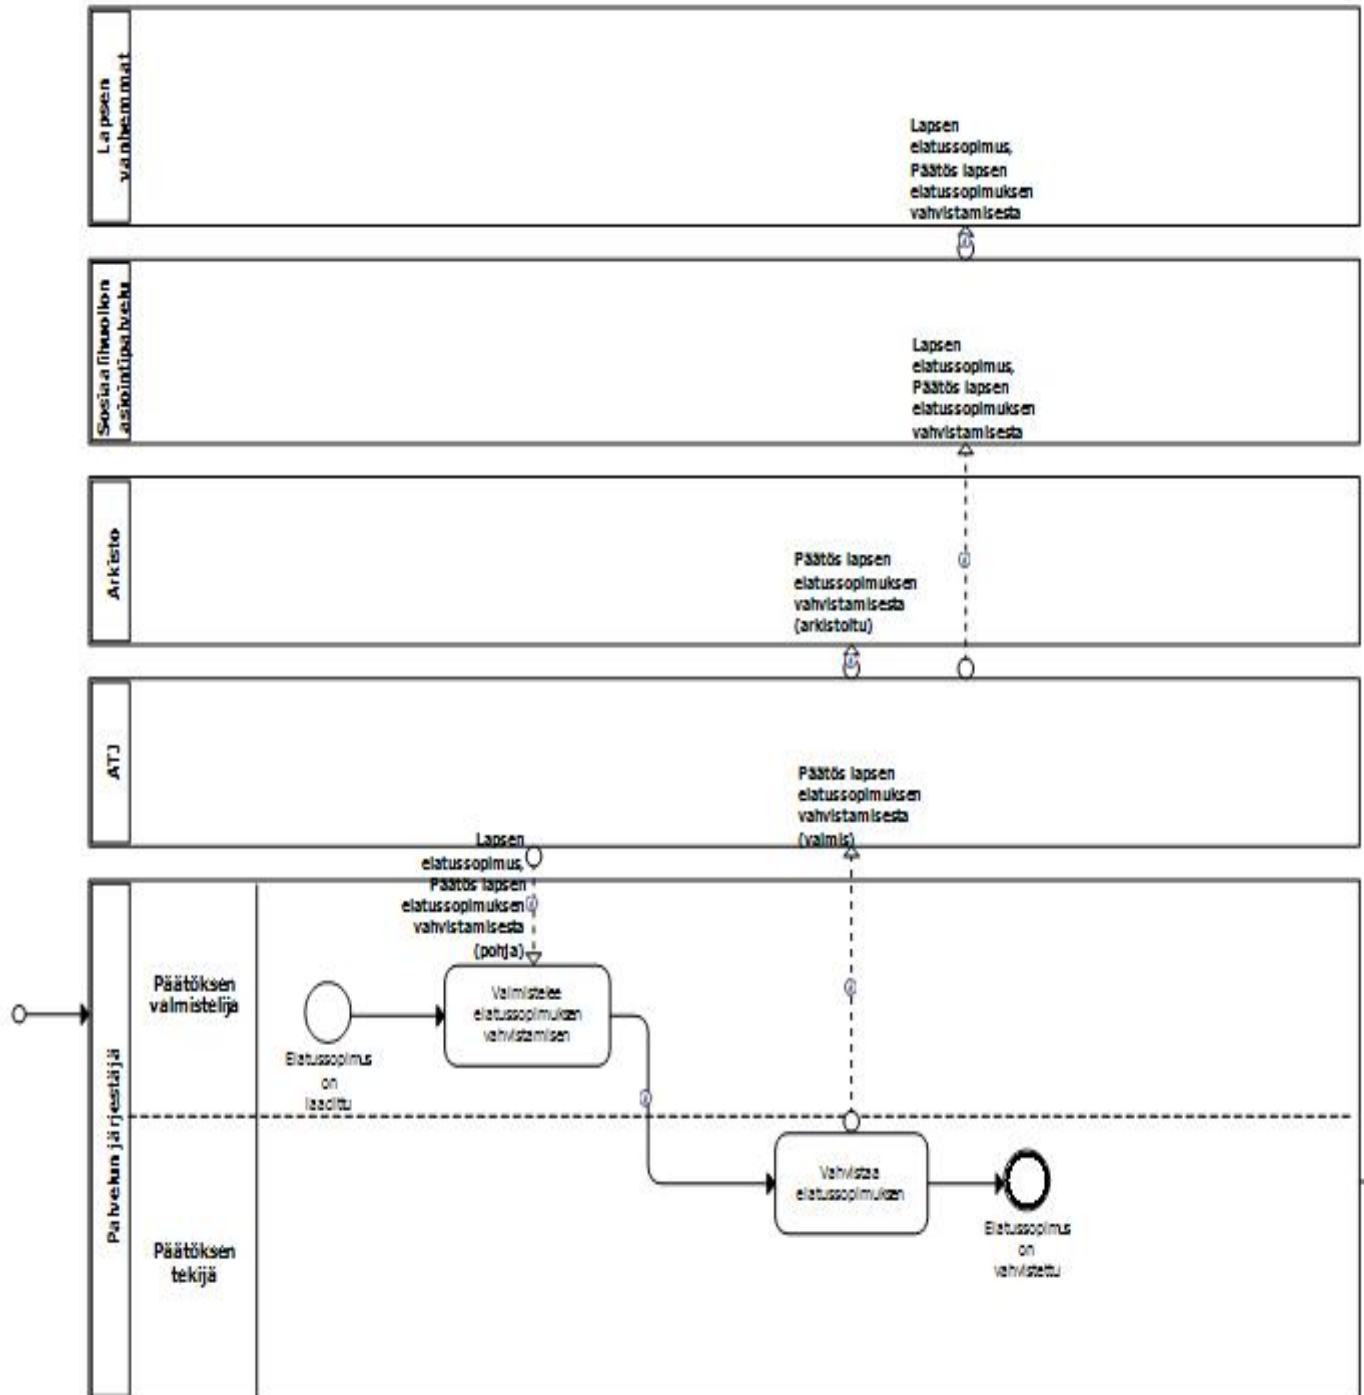 Lapsen
vanhemmat
Lapsen
elatussopimus,
Päätös lapsen
elatussopimuksen
vahvistamisesta
Sosiaalihuollon
asiointipalvelu
Lapsen
elatussopimus,
Päätös lapsen
elatussopimuksen
vahvistamisesta
Arkisto
Päätös lapsen
elatussopimuksen
vahvistamisesta
(arkistoitu)
ATJ
Päätös lapsen
elatussopimuksen
vahvistamisesta
(valmis)
Lapsen
elatussopimus,
Päätös lapsen
elatussopimuksen
vahvistamisesta
(pohja)
Palvelun järjestäjä
Päätöksen
valmistelija
Elatussopimus
on
laadittu
Valmistelee
elatussopimuksen
vahvistamisen
Päätöksen
tekijä
Vahvistaa
elatussopimuksen
Elatussopimus
on
vahvistettu